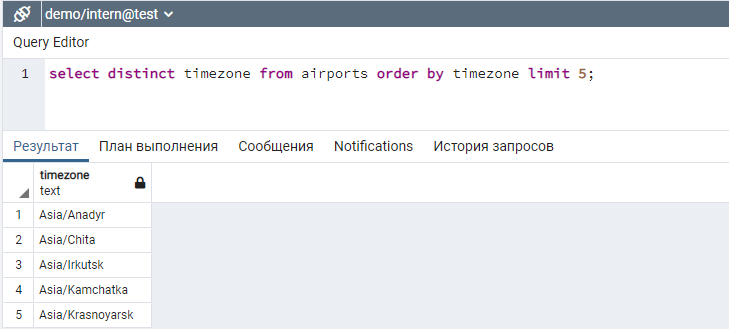 demo/intern@test
Query Editor
1 select distinct timezone from airports order by timezone limit 5;
Результат План выполнения Сообщения Notifications История запросов
timezone
text
1 Asia/Anadyr
2 Asia/Chita
3 Asia/Irkutsk
4 Asia/Kamchatka
5 Asia/Krasnoyarsk